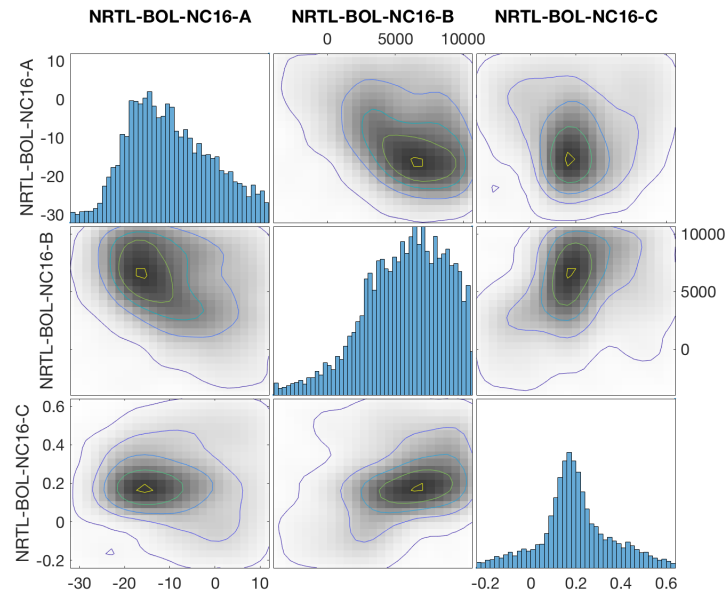 NRTL-BOL-NC16-A NRTL-BOL-NC16-B NRTL-BOL-NC16-C
0 5000 10000
NRTL-BOL-NC16-A
10
0
-10
-20
-30
NRTL-BOL-NC16-B
10000
5000
0
NRTL-BOL-NC16-C
0.6
0.4
0.2
0
-0.2
-30 -20 -10 0 10 -0.2 0 0.2 0.4 0.6